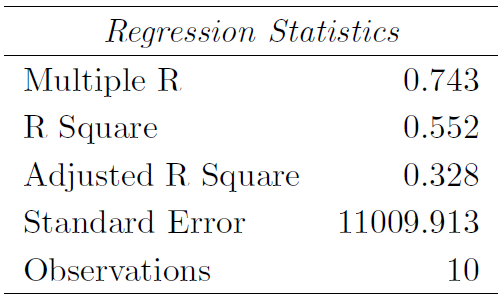 Regression Statistics
Multiple R 0.743
R Square 0.552
Adjusted R Square 0.328
Standard Error 11009.913
Observations 10